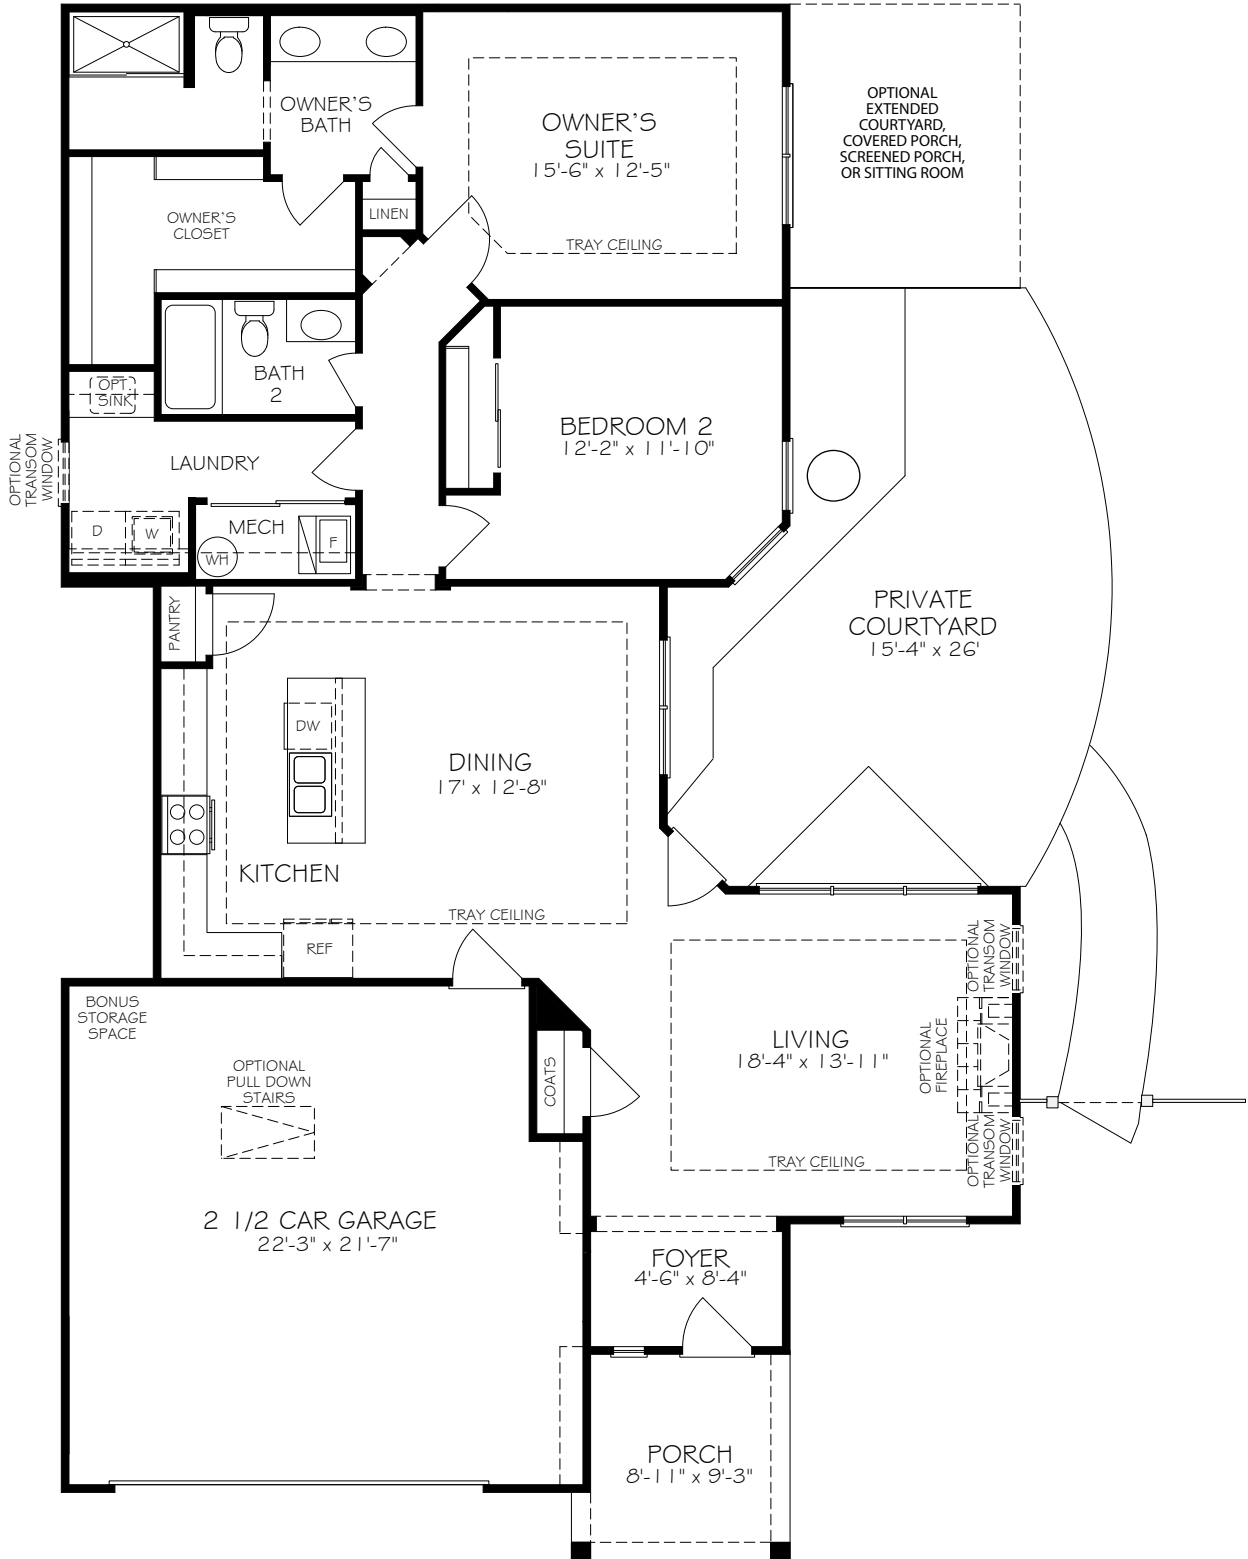 OWNER'S
BATH
OWNER'S
SUITE
15'-6" x 12'-5"
TRAY CEILING
OPTIONAL
EXTENDED
COURTYARD,
COVERED PORCH,
SCREENED PORCH,
OR SITTING ROOM
OWNER'S
CLOSET
LINEN
BATH
2
OPT.
SINK
OPTIONAL
TRANSOM
WINDOW
LAUNDRY
BEDROOM 2
12'-2" x 11'-10"
D
W
MECH
WH
F
PANTRY
PRIVATE
COURTYARD
15'-4" x 26'
DW
DINING
17' x 12'-8"
KITCHEN
TRAY CEILING
REF
BONUS
STORAGE
SPACE
OPTIONAL
PULL DOWN
STAIRS
COATS
LIVING
18'-4" x 13'-11"
TRAY CEILING
OPTIONAL
TRANSOM
WINDOW
OPTIONAL
FIREPLACE
OPTIONAL
TRANSOM
WINDOW
2 1/2 CAR GARAGE
22'-3" x 21'-7"
FOYER
4'-6" x 8'-4"
PORCH
8'-11" x 9'-3"